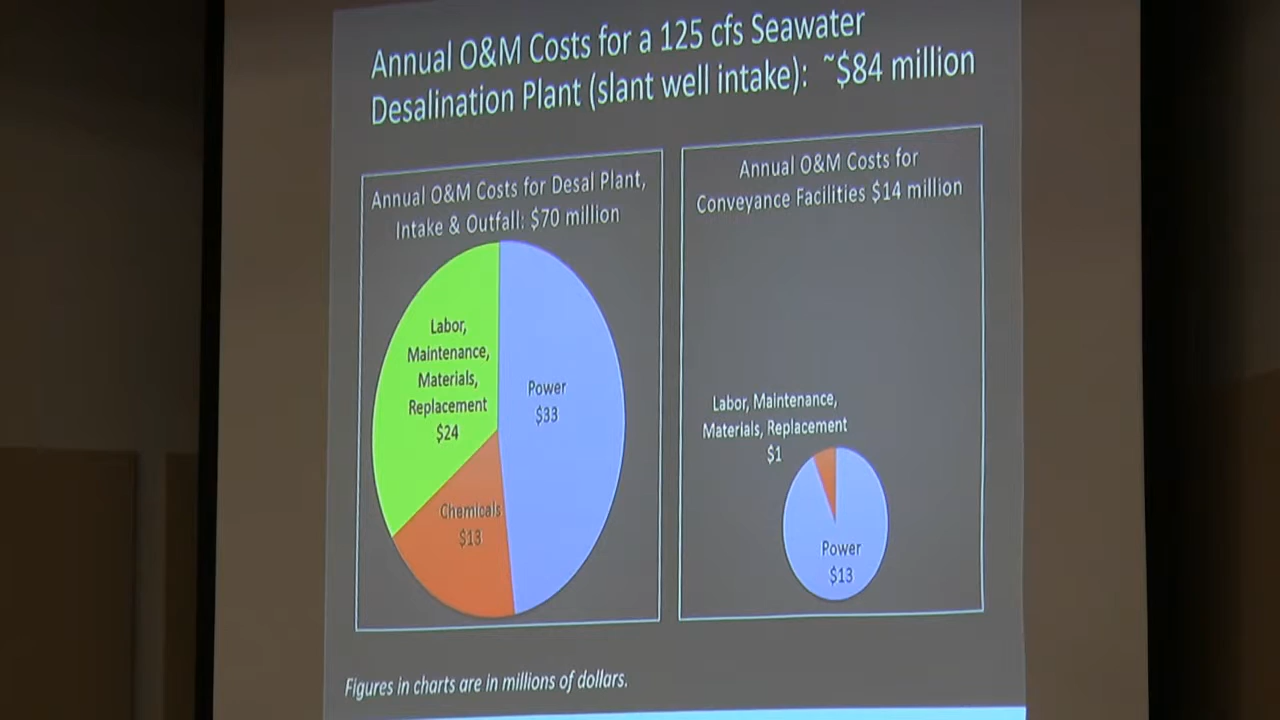 Annual O&M Costs for a 125 cfs Seawater
Desalination Plant (slant well intake): ~$84 million
Annual O&M Costs for Desal Plant,
Intake & Outfall: $70 million
Labor,
Maintenance,
Materials,
Replacement
$24
Power
$33
Chemicals
$13
Annual O&M Costs for
Conveyance Facilities $14 million
Labor, Maintenance,
Materials, Replacement
$1
Power
$13
Figures in charts are in millions of dollars.